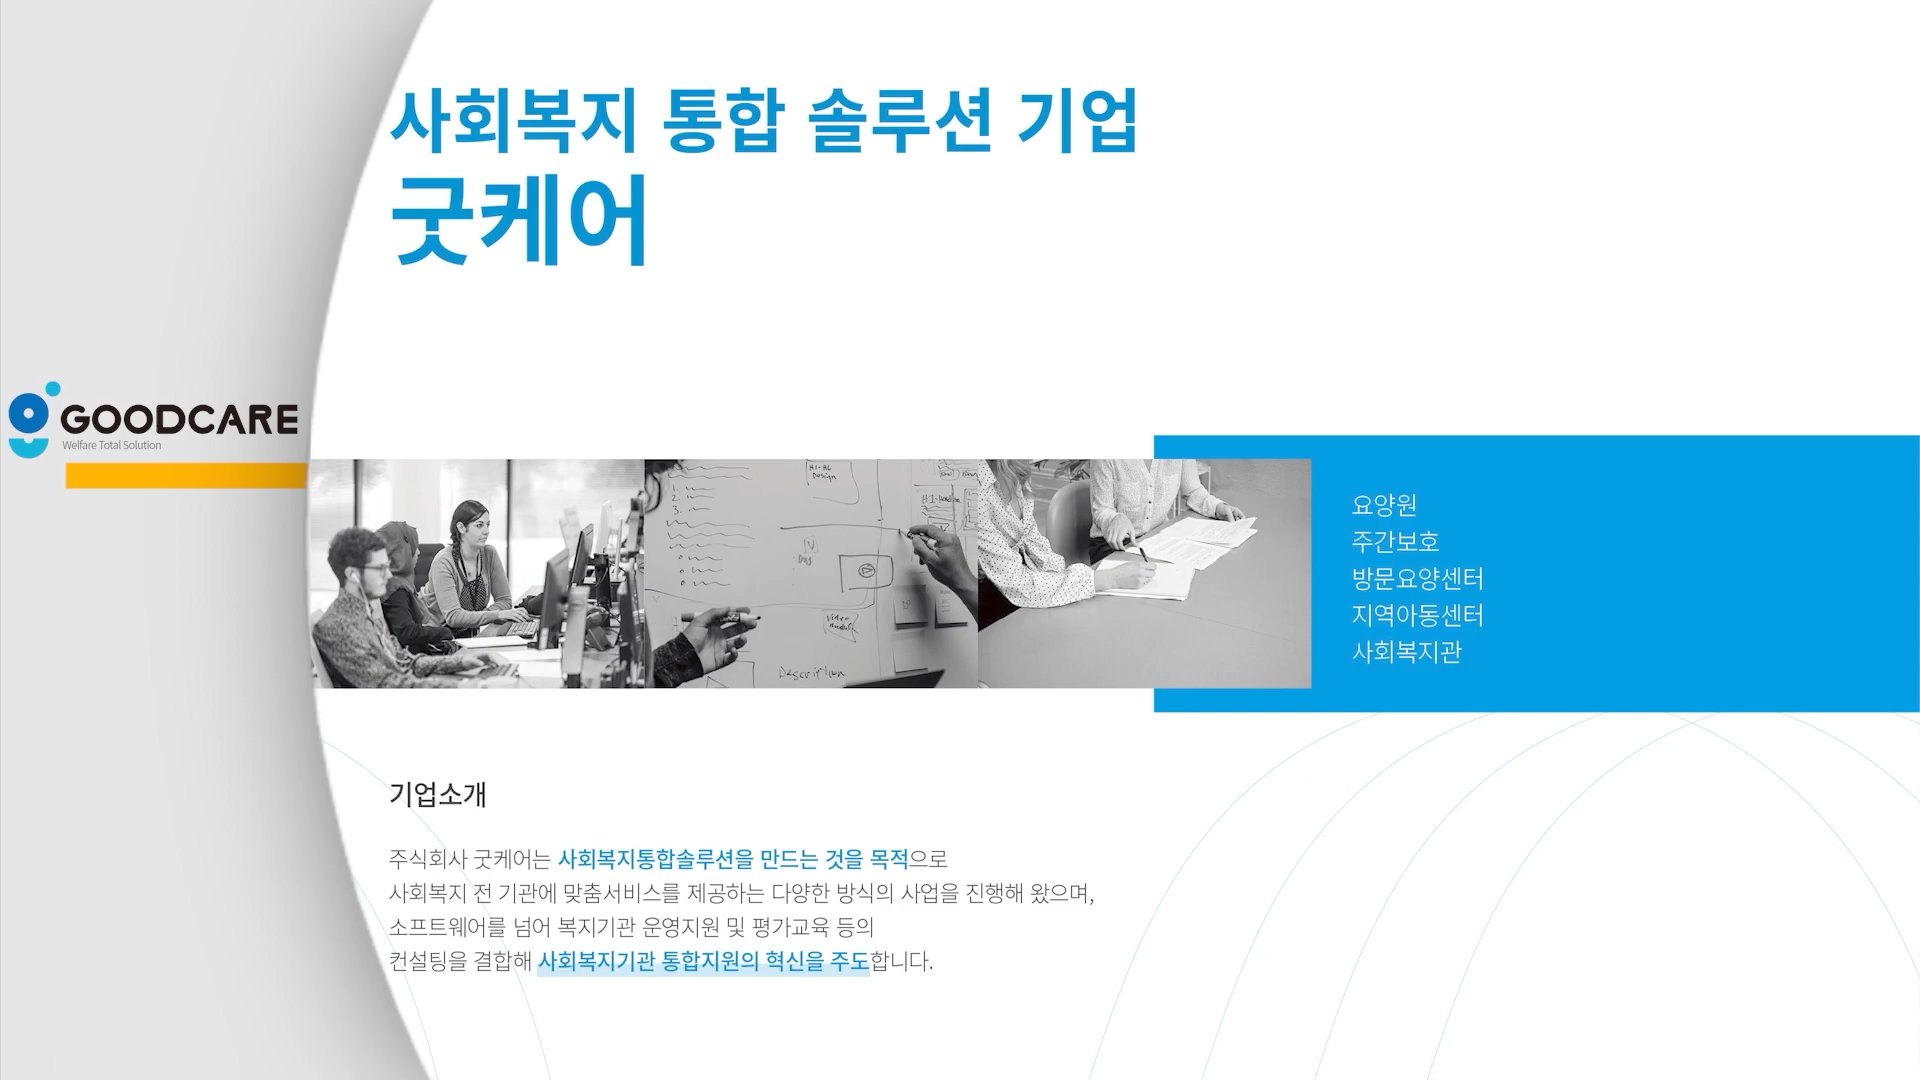 사회복지 통합 솔루션 기업
굿케어
GOODCARE
Welfare Total Solution
1.
2.
3.
Hi-AL
Design
Video
Description
요양원
주간보호
방문요양센터
지역아동센터
사회복지관
기업소개
주식회사 굿케어는 사회복지통합솔루션을 만드는 것을 목적으로
사회복지 전 기관에 맞춤서비스를 제공하는 다양한 방식의 사업을 진행해 왔으며,
소프트웨어를 넘어 복지기관 운영지원 및 평가교육 등의
컨설팅을 결합해 사회복지기관 통합지원의 혁신을 주도합니다.